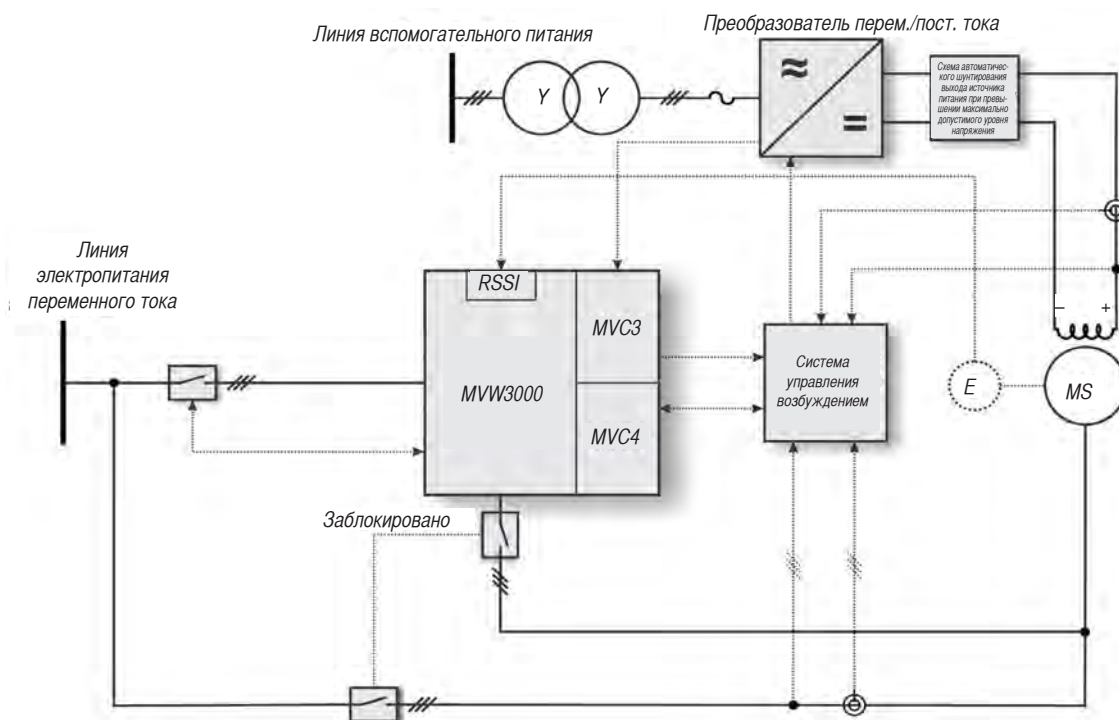 Линия вспомогательного питания
Преобразователь перем./пост. тока
Y
Y
Схема автоматичес-
кого шунтирования
выхода источника
питания при превы-
шении максимально
допустимого уровня
напряжения
Линия
электропитания
переменного тока
RSSI
MVC3
MVW3000
MVC4
Система
управления
возбуждением
− +
E
MS
Заблокировано